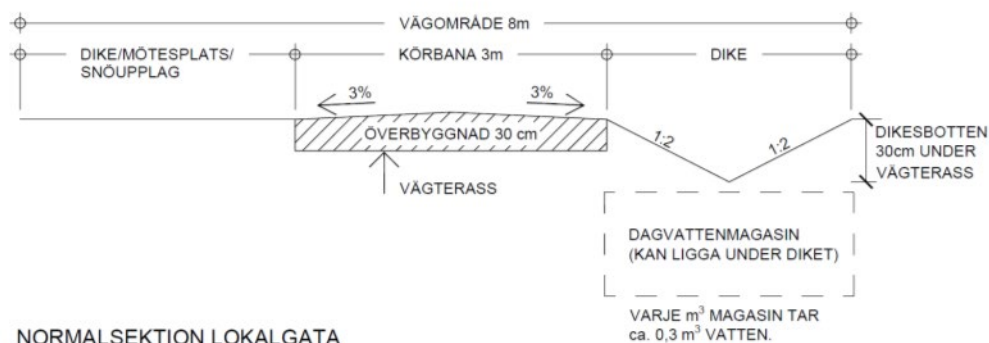 VÄGOMRÅDE 8m
DIKE/MÖTESPLATS/
SNÖUPPLAG
KÖRBANA 3m
DIKE
3%
3%
ÖVERBYGGNAD 30 cm
1:2
1:2
DIKESBOTTEN
30cm UNDER
VÄGTERASS
VÄGTERASS
DAGVATTENMAGASIN
(KAN LIGGA UNDER DIKET)
VARJE m³ MAGASIN TAR
ca. 0,3 m³ VATTEN.
NORMALSEKTION LOKALGATA